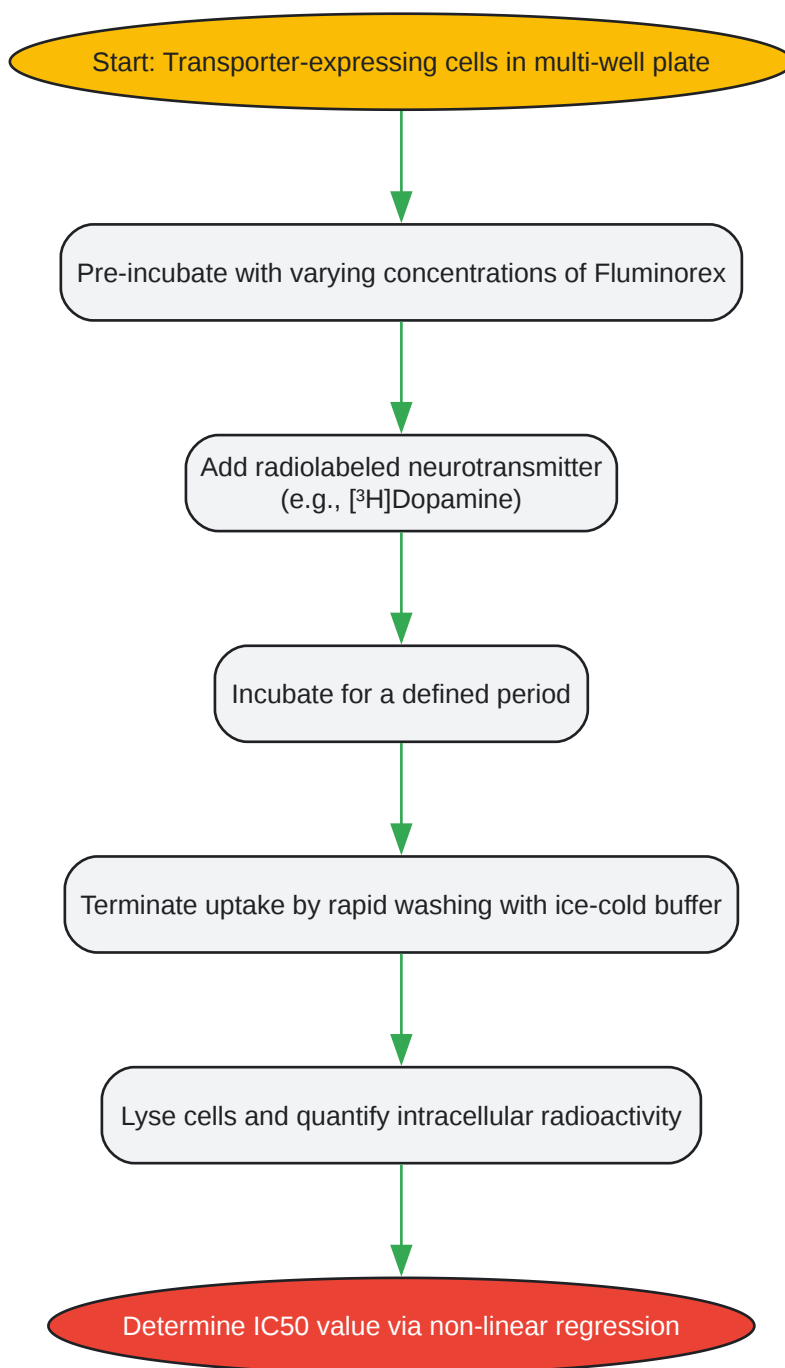 Start: Transporter-expressing cells in multi-well plate
Pre-incubate with varying concentrations of Fluminorex
Add radiolabeled neurotransmitter
(e.g., [³H]Dopamine)
Incubate for a defined period
Terminate uptake by rapid washing with ice-cold buffer
Lyse cells and quantify intracellular radioactivity
Determine IC50 value via non-linear regression